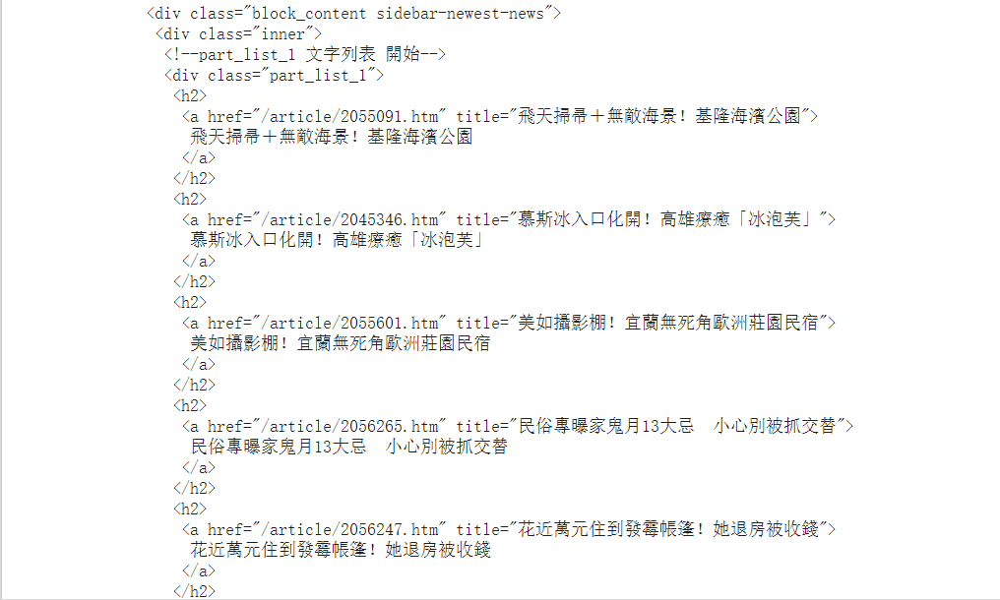 <div class="block_content sidebar-newest-news">
<div class="inner">
<!--part_list_1 文字列表 開始-->
<div class="part_list_1">
<h2>
<a href="/article/2055091.htm" title="飛天掃帚＋無敵海景！基隆海濱公園">
飛天掃帚＋無敵海景！基隆海濱公園
</a>
</h2>
<h2>
<a href="/article/2045346.htm" title="慕斯冰入口化開！高雄療癒「冰泡芙」">
慕斯冰入口化開！高雄療癒「冰泡芙」
</a>
</h2>
<h2>
<a href="/article/2055601.htm" title="美如攝影棚！宜蘭無死角歐洲莊園民宿">
美如攝影棚！宜蘭無死角歐洲莊園民宿
</a>
</h2>
<h2>
<a href="/article/2056265.htm" title="民俗專曝家鬼月13大忌　小心別被抓交替">
民俗專曝家鬼月13大忌　小心別被抓交替
</a>
</h2>
<h2>
<a href="/article/2056247.htm" title="花近萬元住到發霉帳篷！她退房被收錢">
花近萬元住到發霉帳篷！她退房被收錢
</a>
</h2>